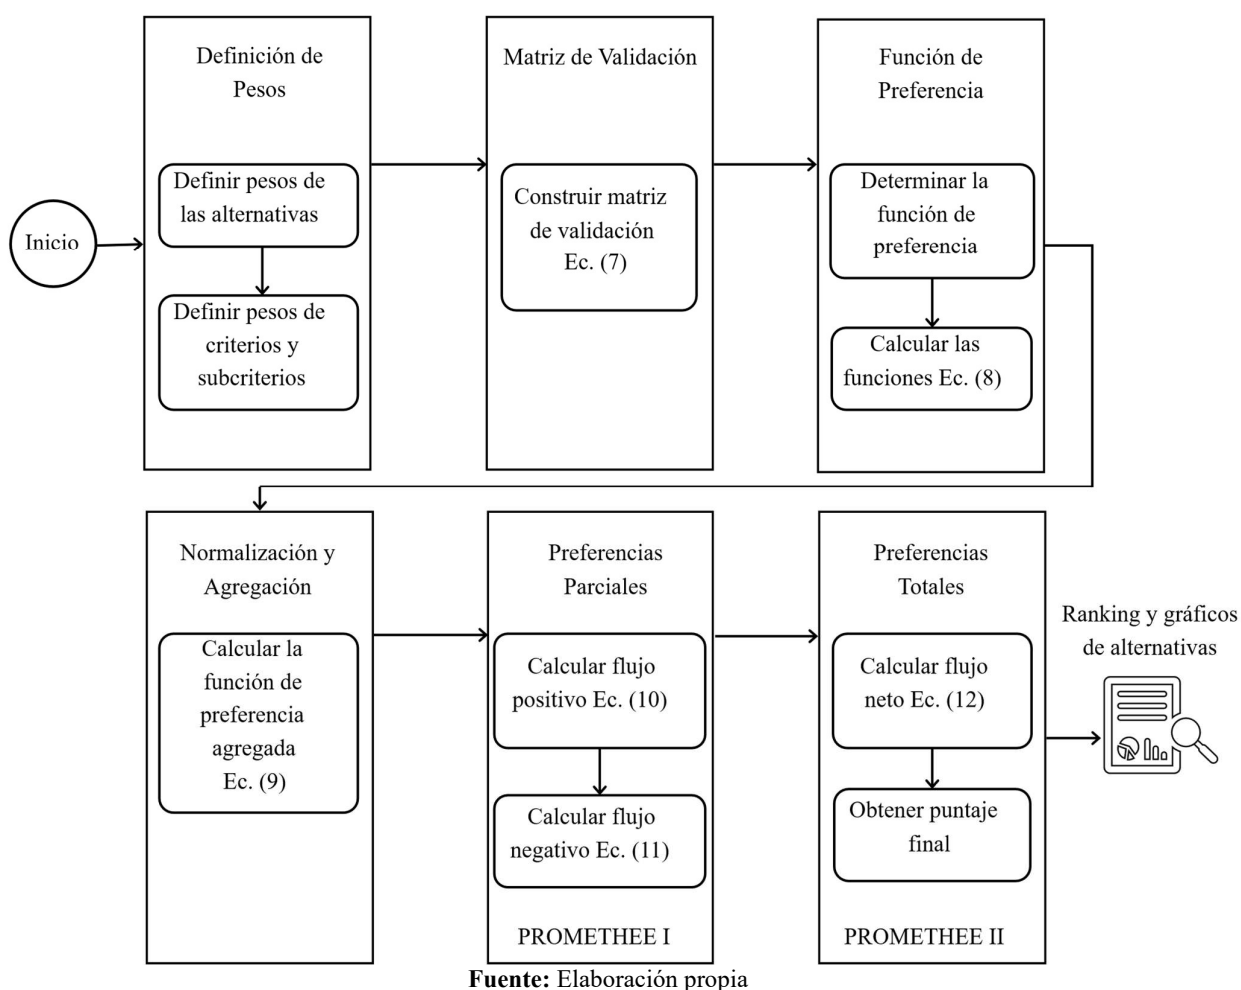 Inicio
Definición de
Pesos
Definir pesos de
las alternativas
Definir pesos de
criterios y
subcriterios
Matriz de Validación
Construir matriz
de validación
Ec. (7)
Función de
Preferencia
Determinar la
función de
preferencia
Calcular las
funciones Ec. (8)
Normalización y
Agregación
Calcular la
función de
preferencia
agregada
Ec. (9)
Preferencias
Parciales
Calcular flujo
positivo Ec. (10)
Calcular flujo
negativo Ec. (11)
PROMETHEE I
Preferencias
Totales
Calcular flujo
neto Ec. (12)
Obtener puntaje
final
PROMETHEE II
Ranking y gráficos
de alternativas
Fuente: Elaboración propia